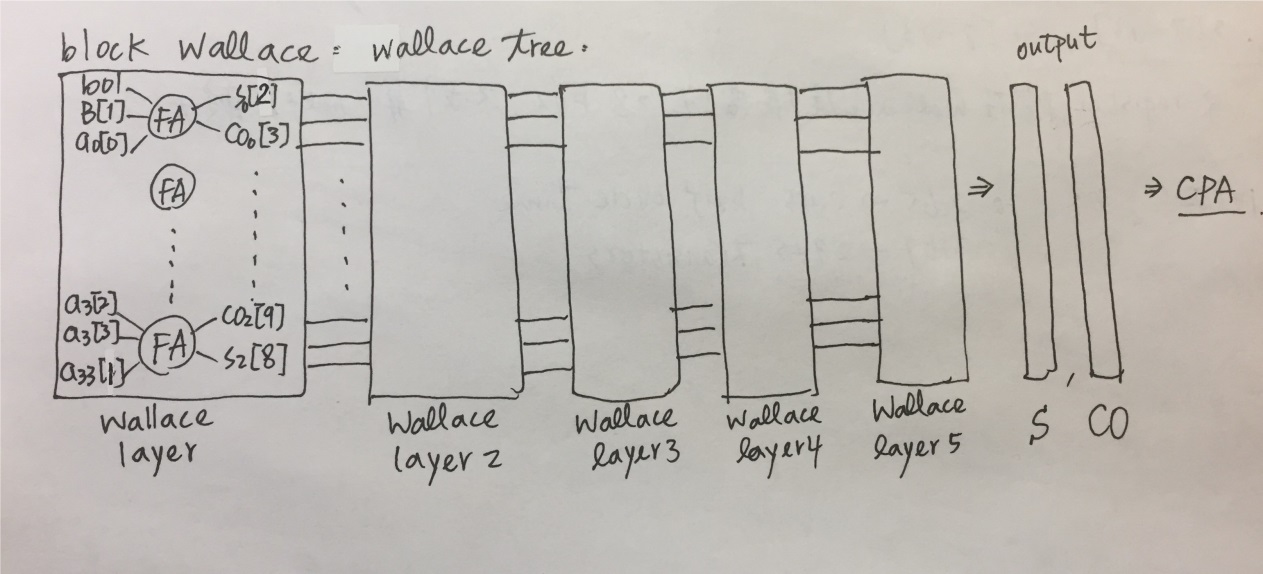 block Wallace = wallace tree.
output
b01
B[1]
a0[0]
FA
S0[2]
CO0[3]
FA
CPA
a3[2]
a3[3]
a33[1]
FA
CO2[9]
S2[8]
Wallace
layer
Wallace
layer 2
Wallace
layer3
Wallace
layer4
Wallace
layer 5
S, CO